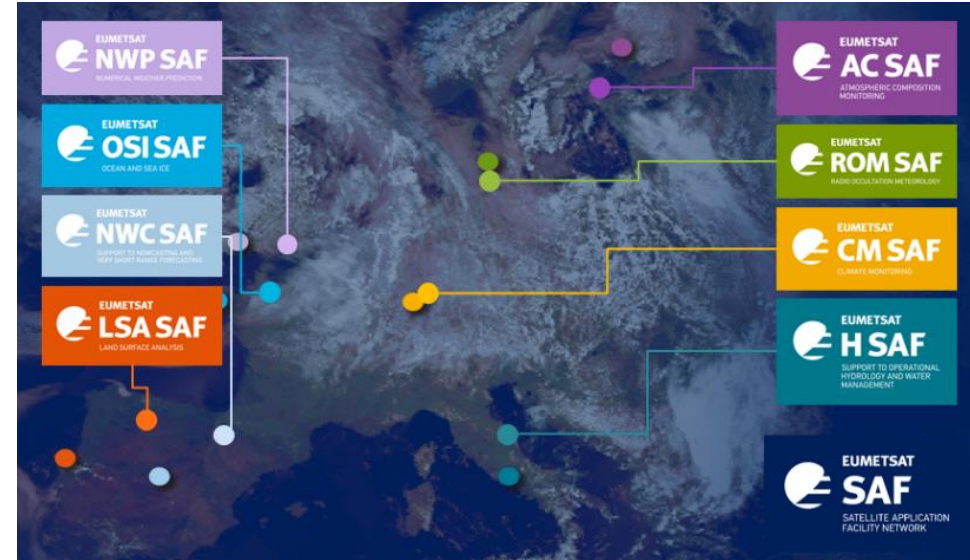 EUMETSAT
NWP SAF
NUMERICAL WEATHER PREDICTION
EUMETSAT
OSI SAF
OCEAN AND SEA ICE
EUMETSAT
NWC SAF
SUPPORT TO NOWCASTING AND
VERY SHORT RANGE FORECASTING
EUMETSAT
LSA SAF
LAND SURFACE ANALYSIS
EUMETSAT
AC SAF
ATMOSPHERIC COMPOSITION
MONITORING
EUMETSAT
ROM SAF
RADIO OCCULTATION METEOROLOGY
EUMETSAT
CM SAF
CLIMATE MONITORING
EUMETSAT
H SAF
SUPPORT TO OPERATIONAL
HYDROLOGY AND WATER
MANAGEMENT
EUMETSAT
SAF
SATELLITE APPLICATION
FACILITY NETWORK